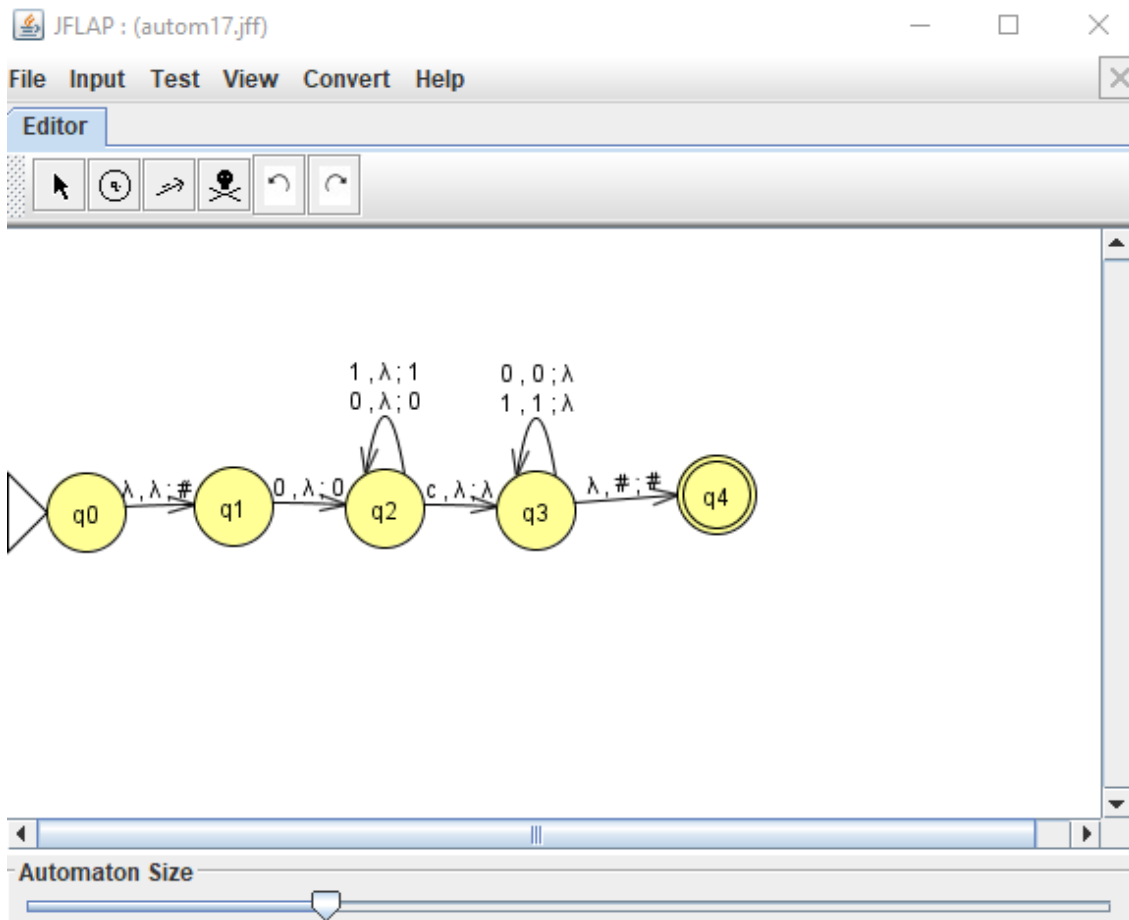 JFLAP : (autom17.jff)
File Input Test View Convert Help
Editor
1 , λ ; 1
0 , λ ; 0
0 , 0 ; λ
1 , 1 ; λ
q0
λ , λ ; #
q1
0 , λ ; 0
q2
c , λ ; λ
q3
λ , # ; #
q4
Automaton Size